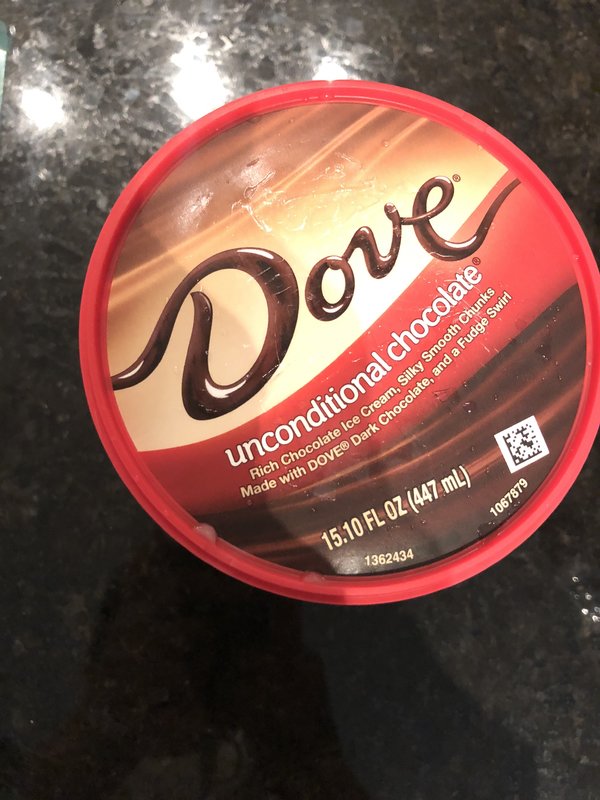 Dove®
unconditional chocolate®
Rich Chocolate Ice Cream, Silky Smooth Chunks
Made with DOVE® Dark Chocolate, and a Fudge Swirl
15.10 FL OZ (447 mL)
1362434
1067879